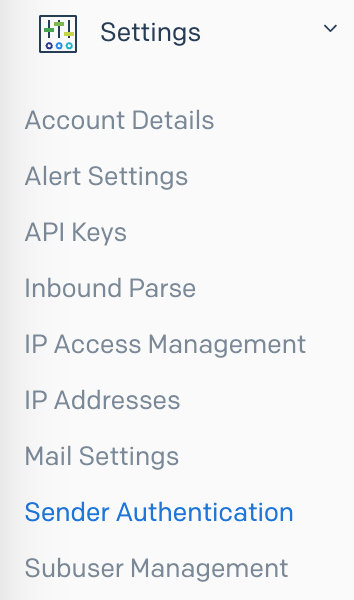 Settings
Account Details
Alert Settings
API Keys
Inbound Parse
IP Access Management
IP Addresses
Mail Settings
Sender Authentication
Subuser Management